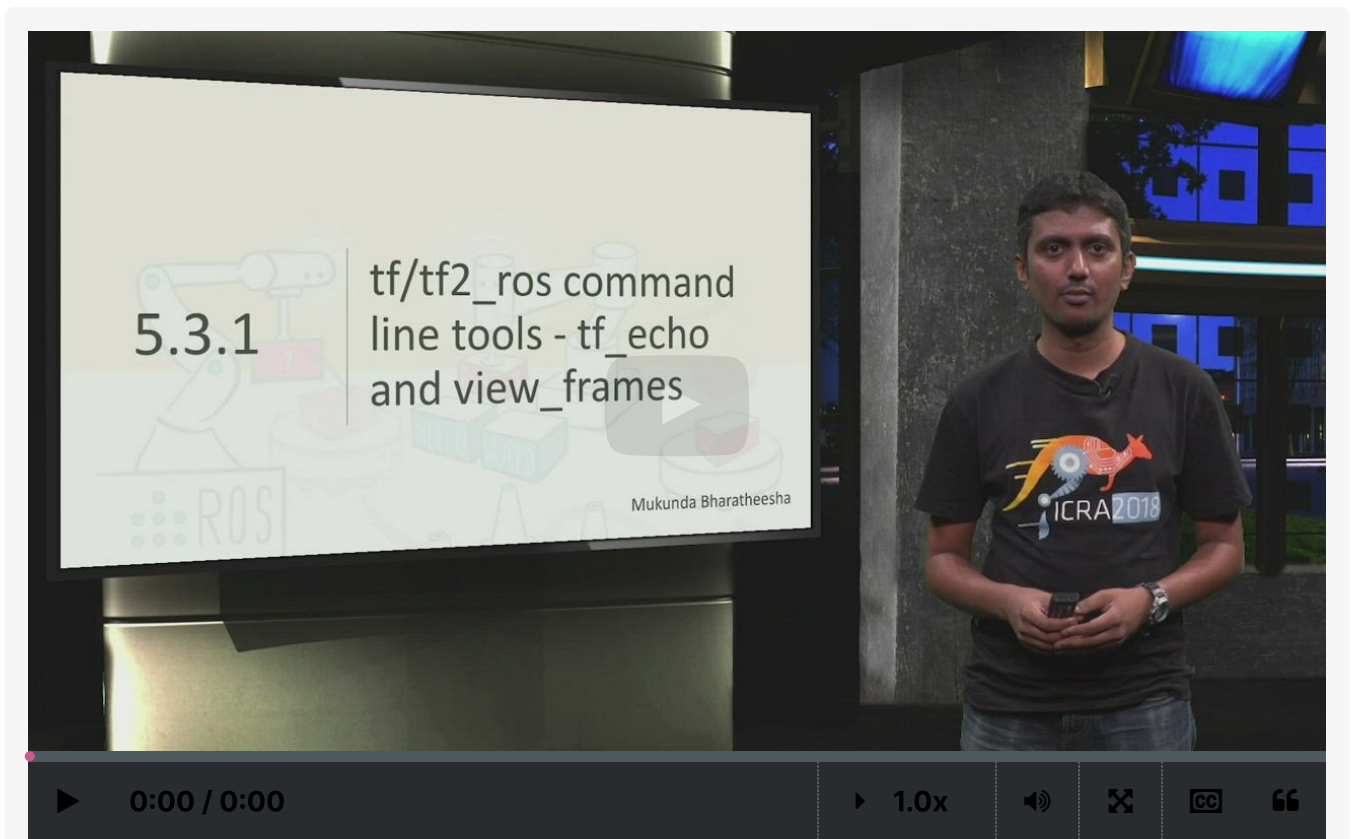 5.3.1
tf/tf2_ros command
line tools - tf_echo
and view_frames
Mukunda Bharatheesha
ROS
ICRA2018
0:00 / 0:00
1.0x
CC